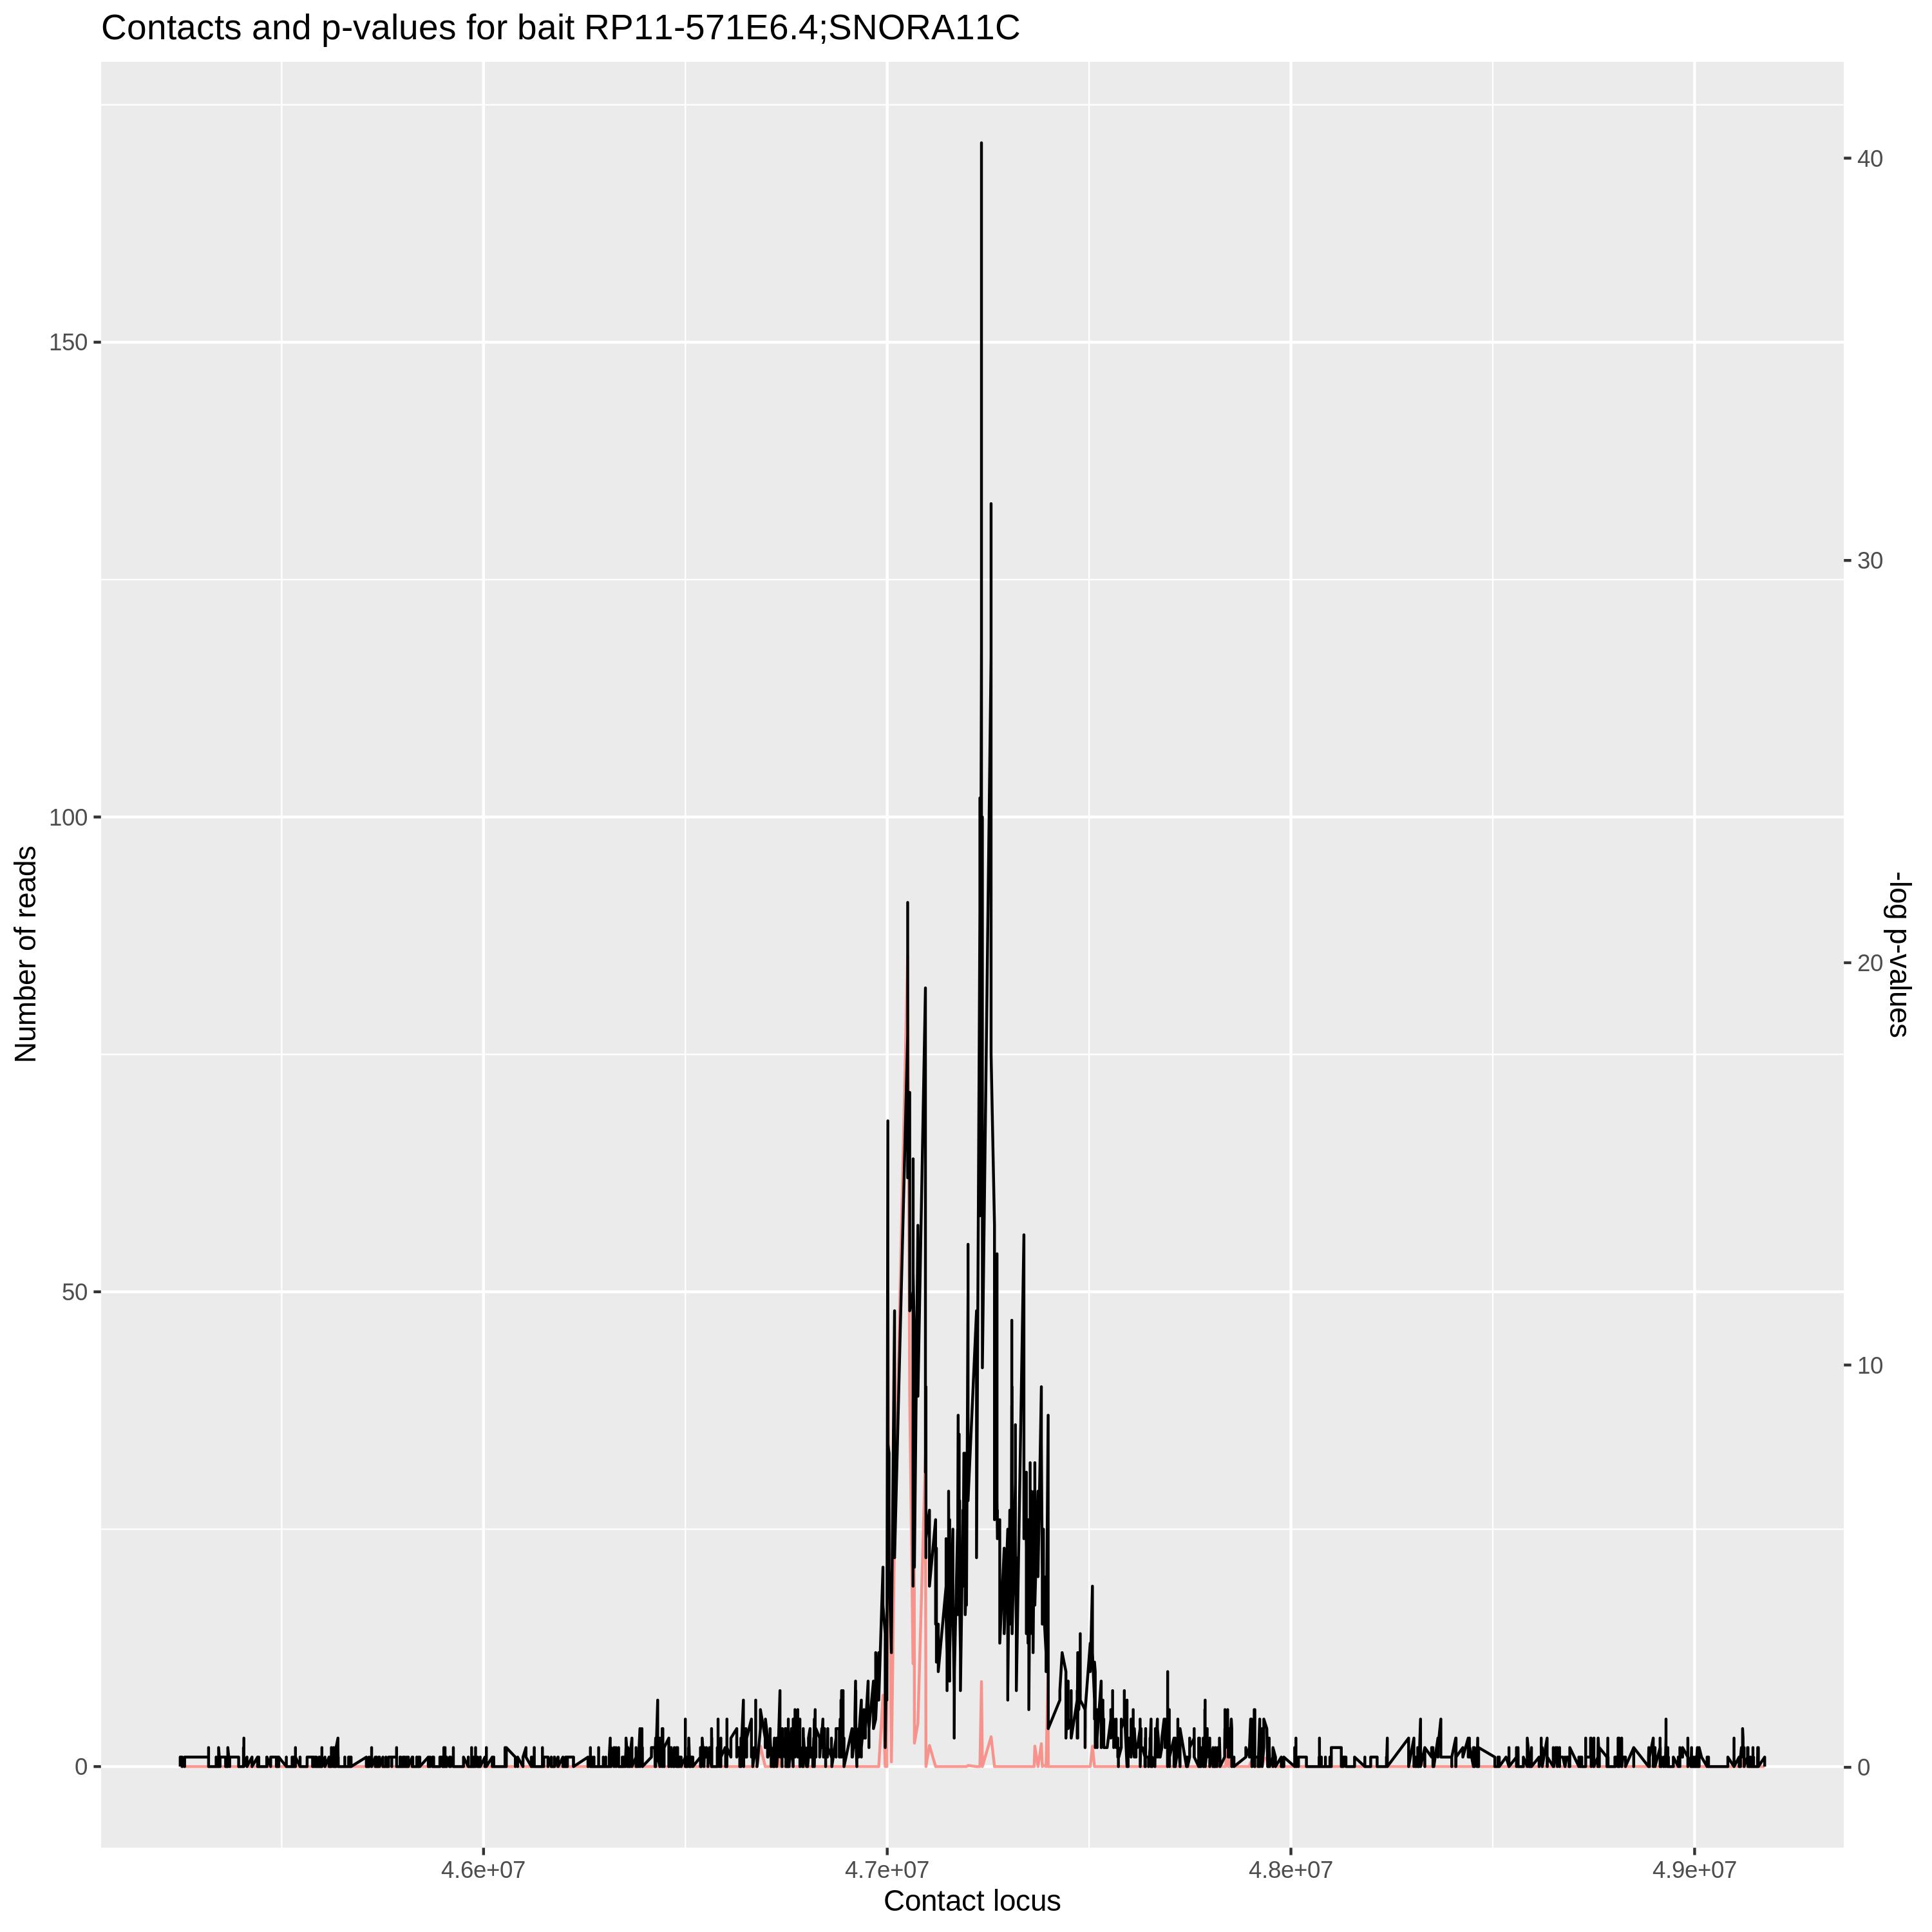 Contacts and p-values for bait RP11-571E6.4;SNORA11C
Number of reads
150
100
50
0
40
30
20
10
0
-log p-values
4.6e+07
4.7e+07
4.8e+07
4.9e+07
Contact locus